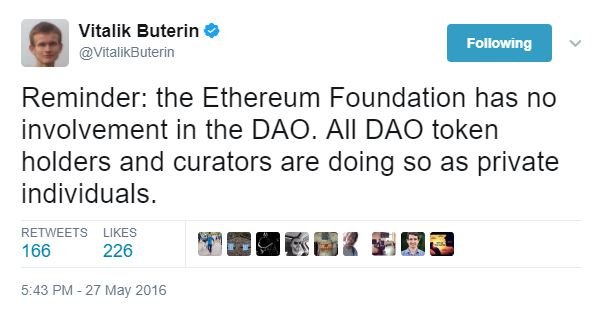 Vitalik Buterin
@VitalikButerin
Following
Reminder: the Ethereum Foundation has no
involvement in the DAO. All DAO token
holders and curators are doing so as private
individuals.
RETWEETS LIKES
166 226
5:43 PM - 27 May 2016